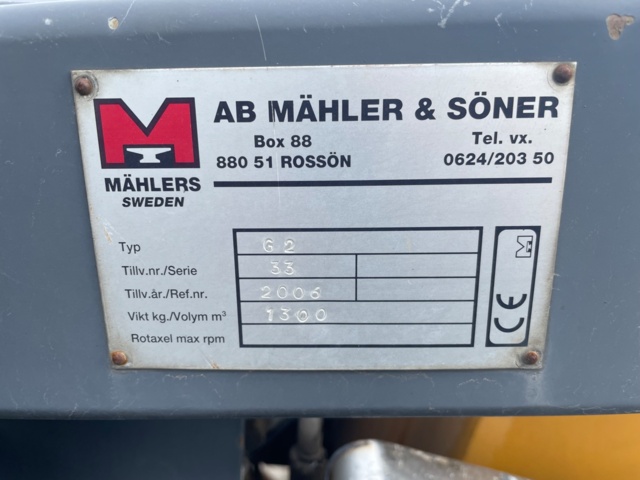 AB MÄHLER & SÖNER
Box 88 Tel. vx.
880 51 ROSSÖN 0624/203 50
M
MÄHLERS
SWEDEN
Typ G2
Tillv.nr./Serie 33
Tillv.år./Ref.nr. 2006
Vikt kg./Volym m³ 1300
Rotaxel max rpm
M
CE